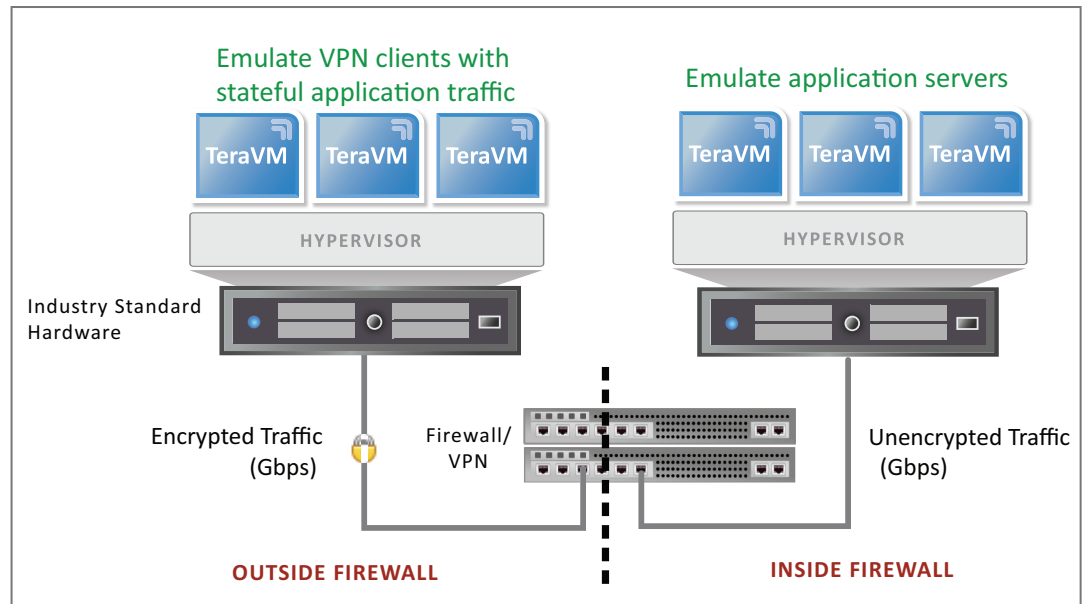 Emulate VPN clients with
stateful application traffic
Emulate application servers
TeraVM
TeraVM
TeraVM
TeraVM
TeraVM
TeraVM
HYPERVISOR
HYPERVISOR
Industry Standard
Hardware
Encrypted Traffic
(Gbps)
Firewall/
VPN
Unencrypted Traffic
(Gbps)
OUTSIDE FIREWALL
INSIDE FIREWALL